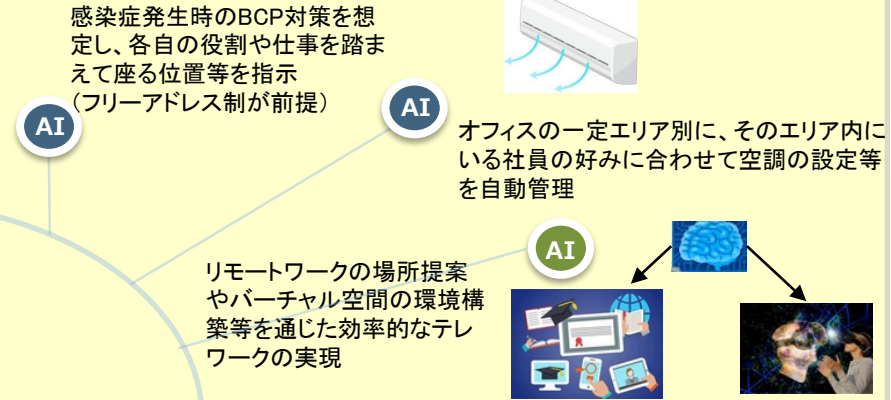 感染症発生時のBCP対策を想
定し、各自の役割や仕事を踏ま
えて座る位置等を指示
(フリーアドレス制が前提)
AI
AI
オフィスの一定エリア別に、そのエリア内に
いる社員の好みに合わせて空調の設定等
を自動管理
AI
リモートワークの場所提案
やバーチャル空間の環境構
築等を通じた効率的なテレ
ワークの実現